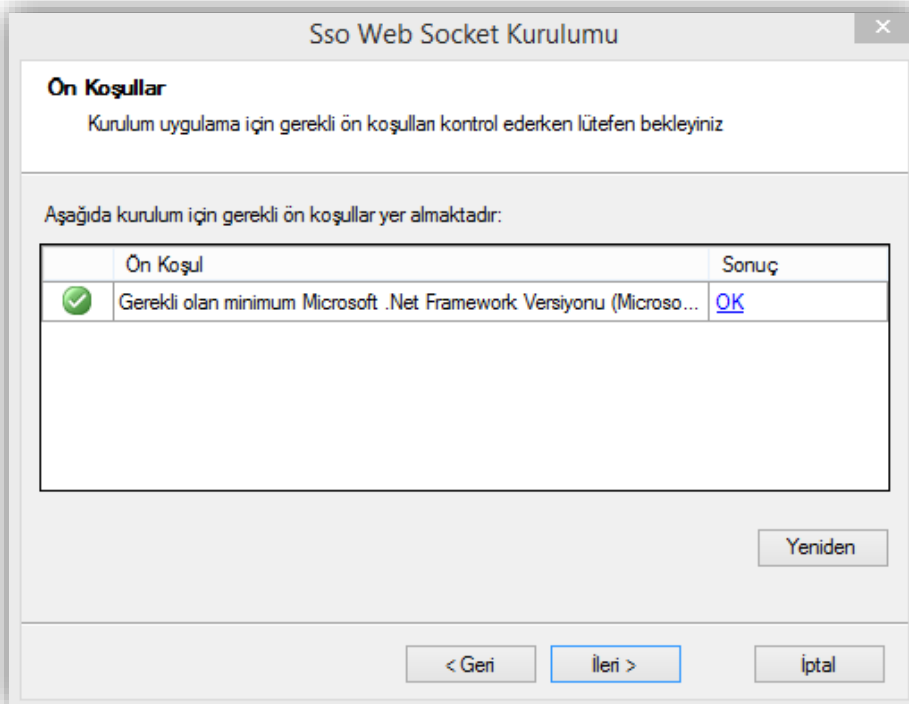 Sso Web Socket Kurulumu
Ön Koşullar
Kurulum uygulama için gerekli ön koşulları kontrol ederken lütefen bekleyiniz
Aşağıda kurulum için gerekli ön koşullar yer almaktadır:
Ön Koşul Sonuç
Gerekli olan minimum Microsoft .Net Framework Versiyonu (Microso... OK
Yeniden
< Geri İleri > İptal